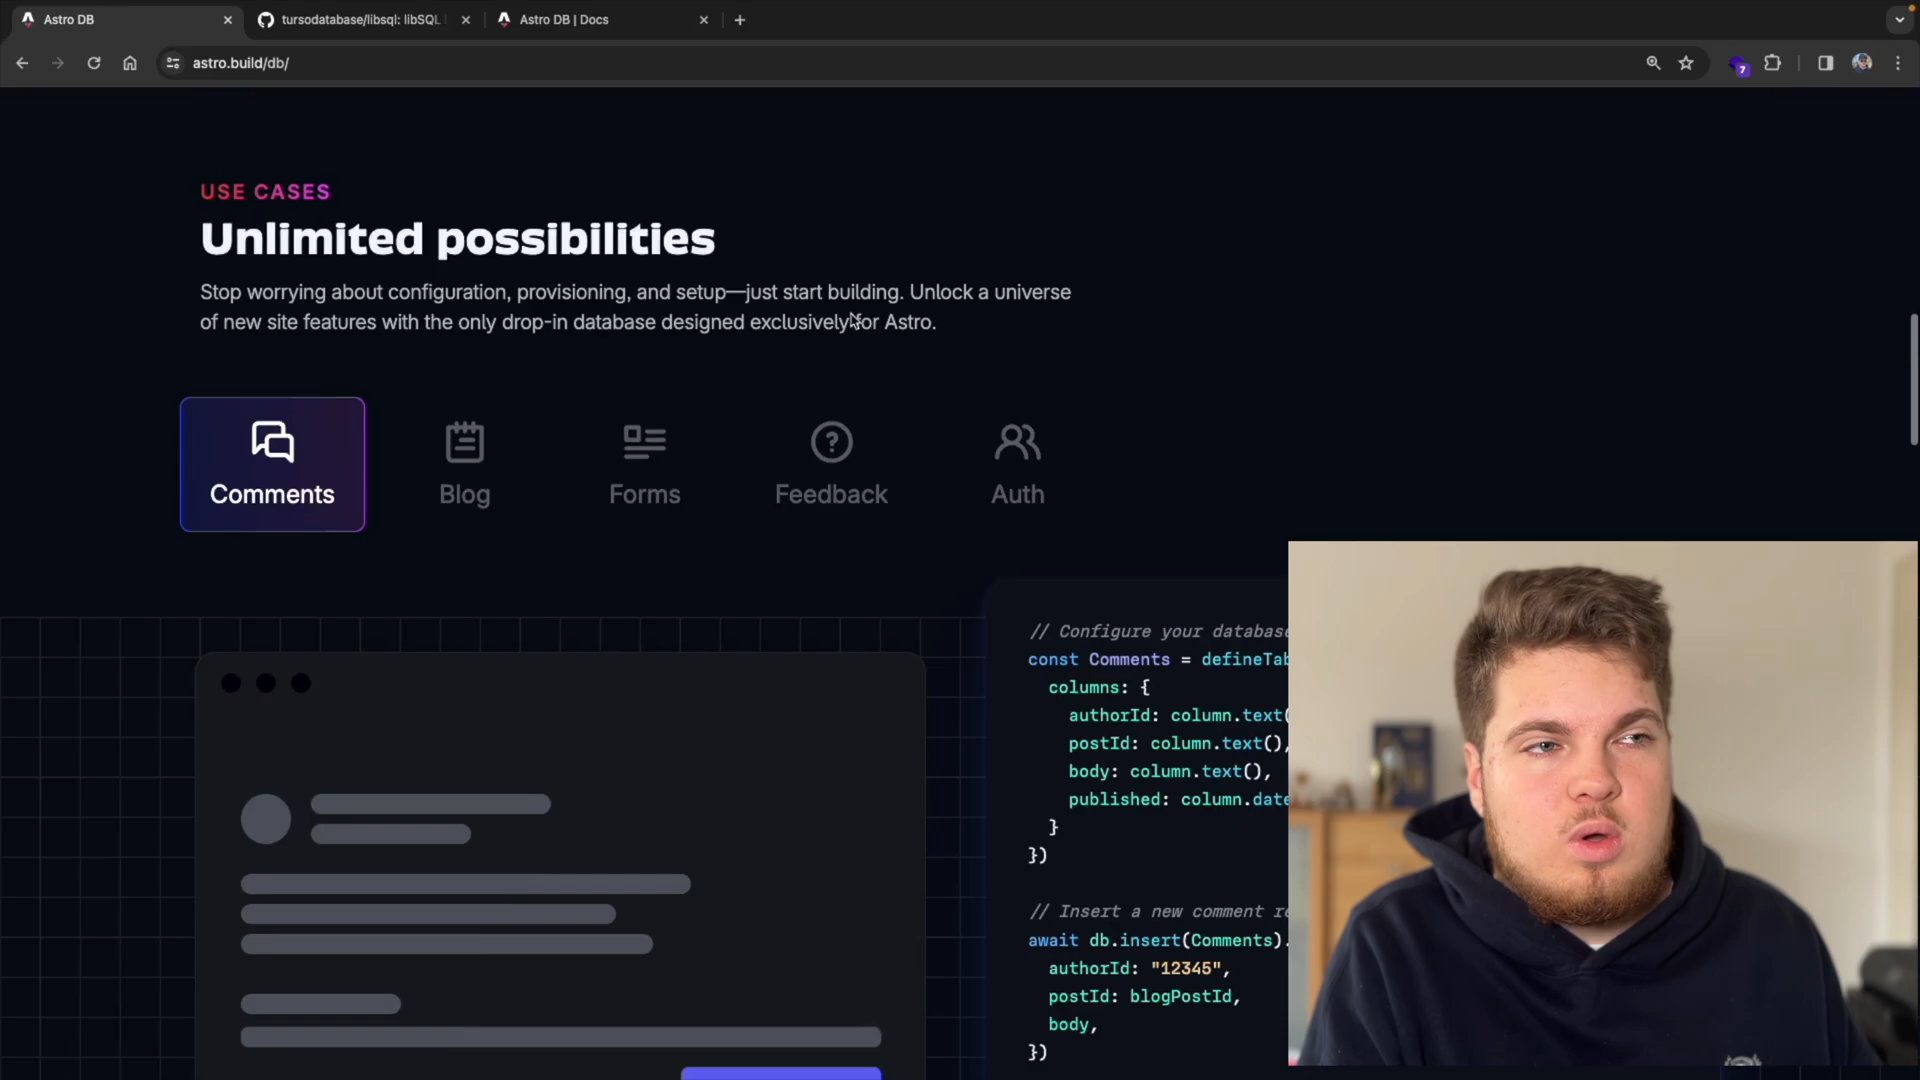 Astro DB
tursodatabase/libsql: libSQL
Astro DB | Docs
astro.build/db/
7
USE CASES
Unlimited possibilities
Stop worrying about configuration, provisioning, and setup—just start building. Unlock a universe
of new site features with the only drop-in database designed exclusively for Astro.
Comments
Blog
Forms
Feedback
Auth
// Configure your database
const Comments = defineTab
columns: {
authorId: column.text(
postId: column.text(),
body: column.text(),
published: column.date
}
})
// Insert a new comment re
await db.insert(Comments).
authorId: "12345",
postId: blogPostId,
body,
})